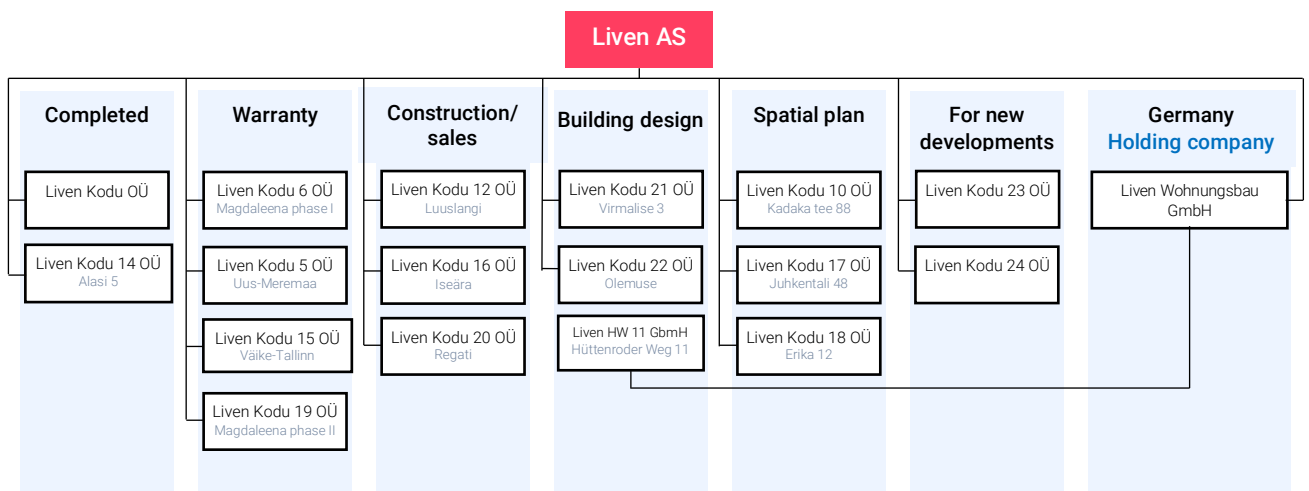 Liven AS
Completed
Liven Kodu OÜ
Liven Kodu 14 OÜ
Alasi 5
Warranty
Liven Kodu 6 OÜ
Magdaleena phase I
Liven Kodu 5 OÜ
Uus-Meremaa
Liven Kodu 15 OÜ
Väike-Tallinn
Liven Kodu 19 OÜ
Magdaleena phase II
Construction/
sales
Liven Kodu 12 OÜ
Luuslangi
Liven Kodu 16 OÜ
Iseära
Liven Kodu 20 OÜ
Regati
Building design
Liven Kodu 21 OÜ
Virmalise 3
Liven Kodu 22 OÜ
Olemuse
Liven HW 11 GbmH
Hüttenroder Weg 11
Spatial plan
Liven Kodu 10 OÜ
Kadaka tee 88
Liven Kodu 17 OÜ
Juhkentali 48
Liven Kodu 18 OÜ
Erika 12
For new
developments
Liven Kodu 23 OÜ
Liven Kodu 24 OÜ
Germany
Holding company
Liven Wohnungsbau
GmbH